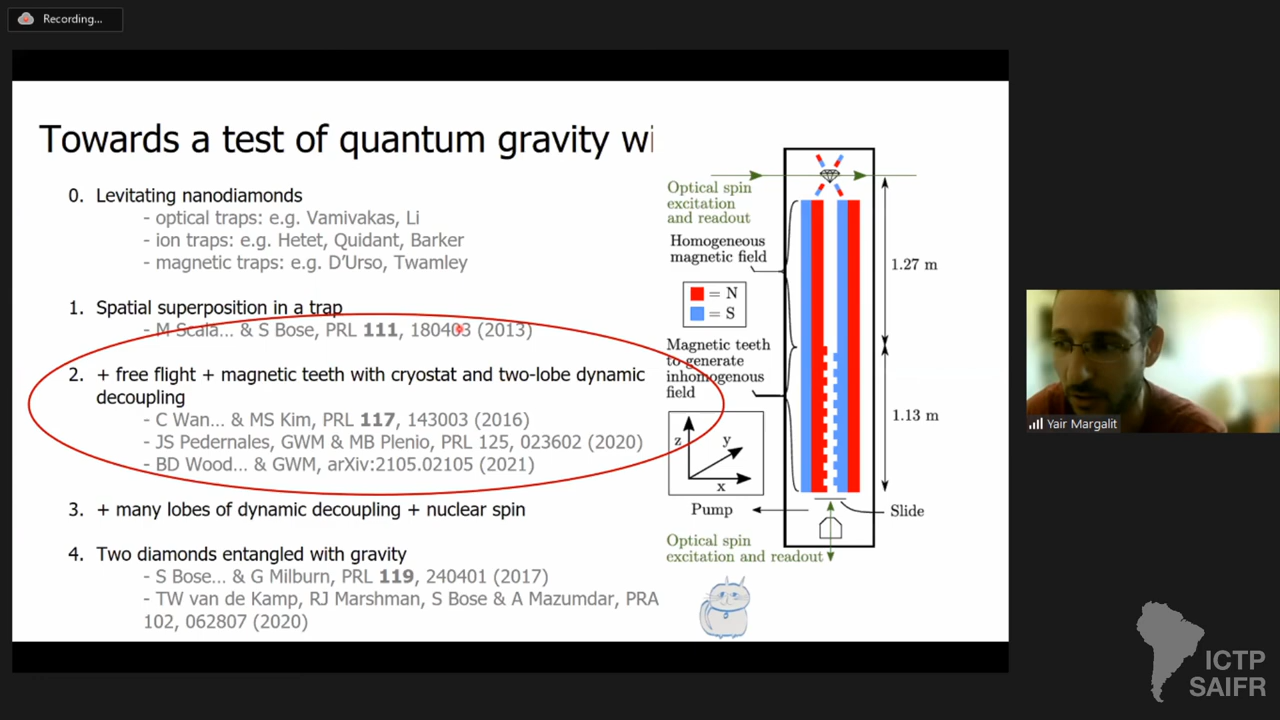 Recording...
Towards a test of quantum gravity wi
0. Levitating nanodiamonds
- optical traps: e.g. Vamivakas, Li
- ion traps: e.g. Hetet, Quidant, Barker
- magnetic traps: e.g. D'Urso, Twamley
1. Spatial superposition in a trap
- M Scala... & S Bose, PRL 111, 180403 (2013)
2. + free flight + magnetic teeth with cryostat and two-lobe dynamic
decoupling
- C Wan... & MS Kim, PRL 117, 143003 (2016)
- JS Pedernales, GWM & MB Plenio, PRL 125, 023602 (2020)
- BD Wood... & GWM, arXiv:2105.02105 (2021)
3. + many lobes of dynamic decoupling + nuclear spin
4. Two diamonds entangled with gravity
- S Bose... & G Milburn, PRL 119, 240401 (2017)
- TW van de Kamp, RJ Marshman, S Bose & A Mazumdar, PRA
102, 062807 (2020)
Optical spin
excitation
and readout
Homogeneous
magnetic field
= N
= S
Magnetic teeth
to generate
inhomogenous
field
z
y
x
Pump
Optical spin
excitation and readout
1.27 m
1.13 m
Slide
Yair Margalit
ICTP
SAIFR